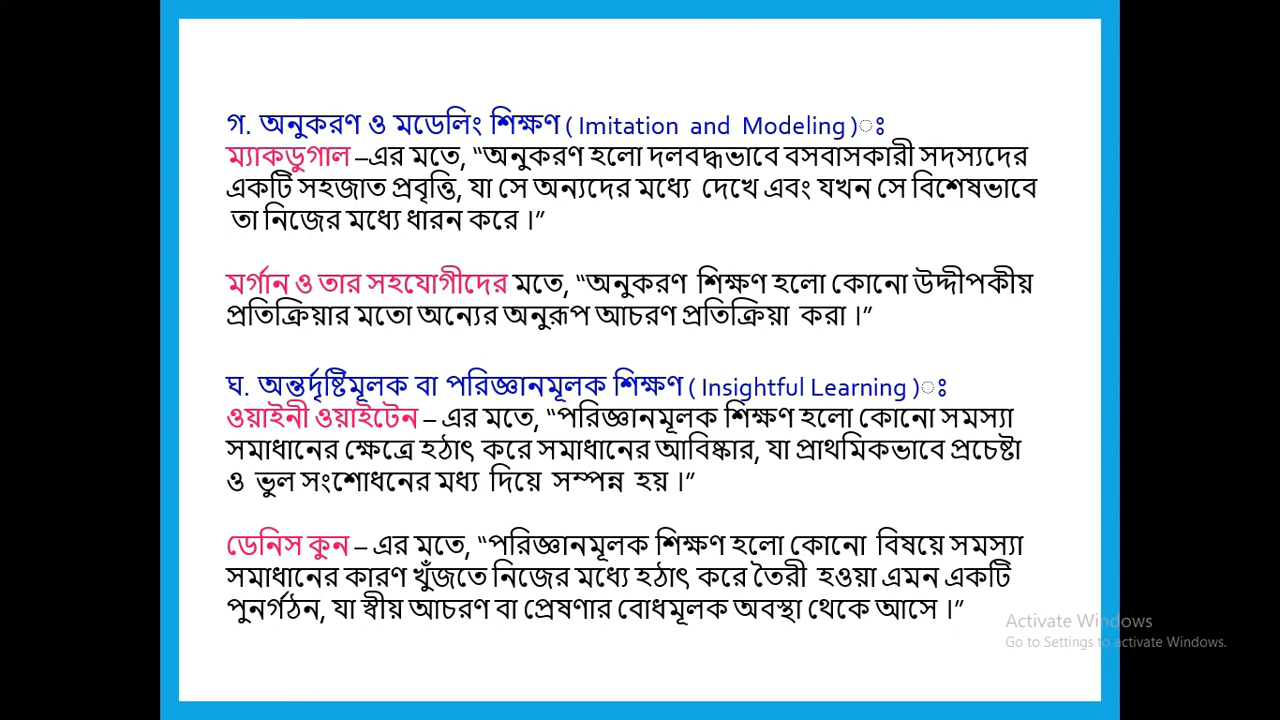 গ. অনুকরণ ও মডেলিং শিক্ষণ ( Imitation and Modeling )ঃ
ম্যাকডুগাল –এর মতে, “অনুকরণ হলো দলবদ্ধভাবে বসবাসকারী সদস্যদের
একটি সহজাত প্রবৃত্তি, যা সে অন্যদের মধ্যে দেখে এবং যখন সে বিশেষভাবে
তা নিজের মধ্যে ধারন করে ।”
মর্গান ও তার সহযোগীদের মতে, “অনুকরণ শিক্ষণ হলো কোনো উদ্দীপকীয়
প্রতিক্রিয়ার মতো অন্যের অনুরূপ আচরণ প্রতিক্রিয়া করা ।”
ঘ. অন্তর্দৃষ্টিমূলক বা পরিজ্ঞানমূলক শিক্ষণ ( Insightful Learning )ঃ
ওয়াইনী ওয়াইটেন – এর মতে, “পরিজ্ঞানমূলক শিক্ষণ হলো কোনো সমস্যা
সমাধানের ক্ষেত্রে হঠাৎ করে সমাধানের আবিষ্কার, যা প্রাথমিকভাবে প্রচেষ্টা
ও ভুল সংশোধনের মধ্য দিয়ে সম্পন্ন হয় ।”
ডেনিস কুন – এর মতে, “পরিজ্ঞানমূলক শিক্ষণ হলো কোনো বিষয়ে সমস্যা
সমাধানের কারণ খুঁজতে নিজের মধ্যে হঠাৎ করে তৈরী হওয়া এমন একটি
পুনর্গঠন, যা স্বীয় আচরণ বা প্রেষণার বোধমূলক অবস্থা থেকে আসে ।”
Activate Windows
Go to Settings to activate Windows.